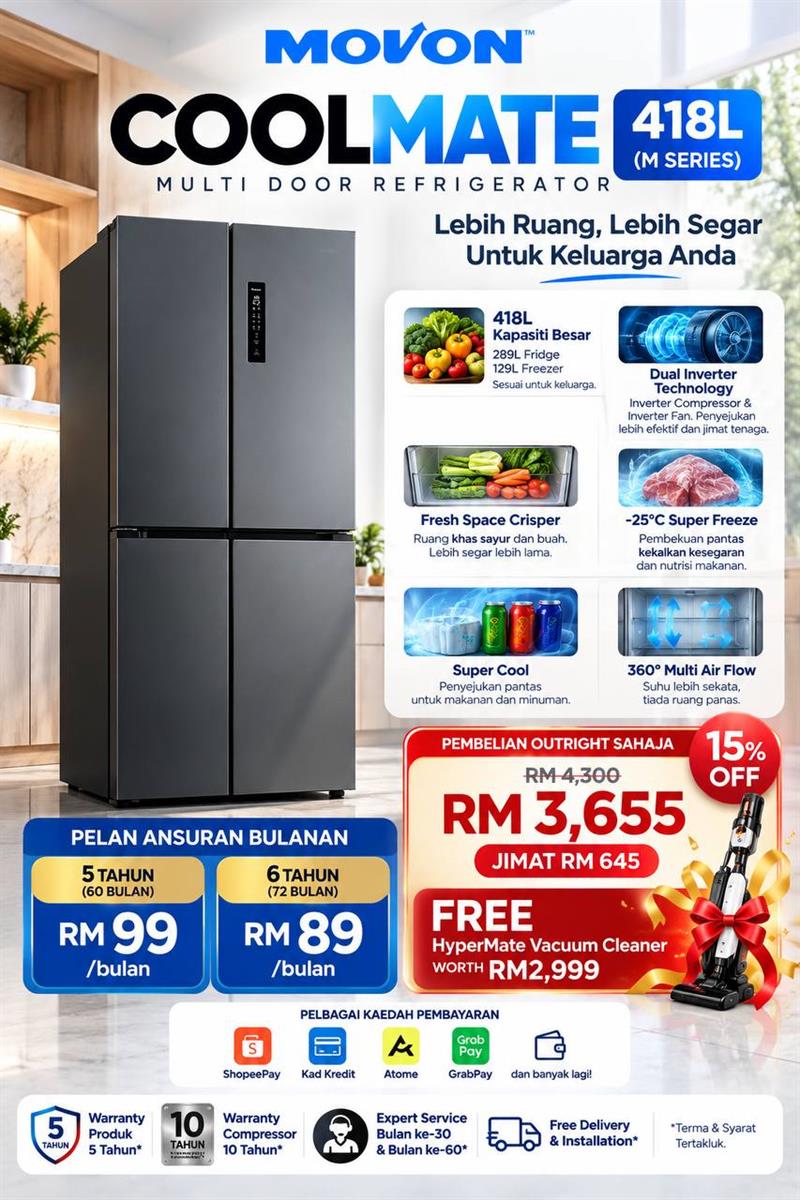 MOVON™
COOLMATE
418L
(M SERIES)
MULTI DOOR REFRIGERATOR
Lebih Ruang, Lebih Segar
Untuk Keluarga Anda
418L
Kapasiti Besar
289L Fridge
129L Freezer
Sesuai untuk keluarga.
Dual Inverter
Technology
Inverter Compressor &
Inverter Fan. Penyejukan
lebih efektif dan jimat tenaga.
Fresh Space Crisper
Ruang khas sayur dan buah.
Lebih segar lebih lama.
-25°C Super Freeze
Pembekuan pantas
kekalkan kesegaran
dan nutrisi makanan.
Super Cool
Penyejukan pantas
untuk makanan dan minuman.
360° Multi Air Flow
Suhu lebih sekata,
tiada ruang panas.
PEMBELIAN OUTRIGHT SAHAJA
15%
OFF
RM 4,300
RM 3,655
JIMAT RM 645
FREE
HyperMate Vacuum Cleaner
WORTH RM2,999
PELAN ANSURAN BULANAN
5 TAHUN
(60 BULAN)
RM 99
/bulan
6 TAHUN
(72 BULAN)
RM 89
/bulan
PELBAGAI KAEDAH PEMBAYARAN
S
ShopeePay
Kad Kredit
Atome
Grab
Pay
GrabPay
dan banyak lagi!
5
TAHUN
Warranty
Produk
5 Tahun*
10
TAHUN
Warranty
Compressor
10 Tahun*
Expert Service
Bulan ke-30
& Bulan ke-60*
Free Delivery
& Installation*
*Terma & Syarat
Tertakluk.